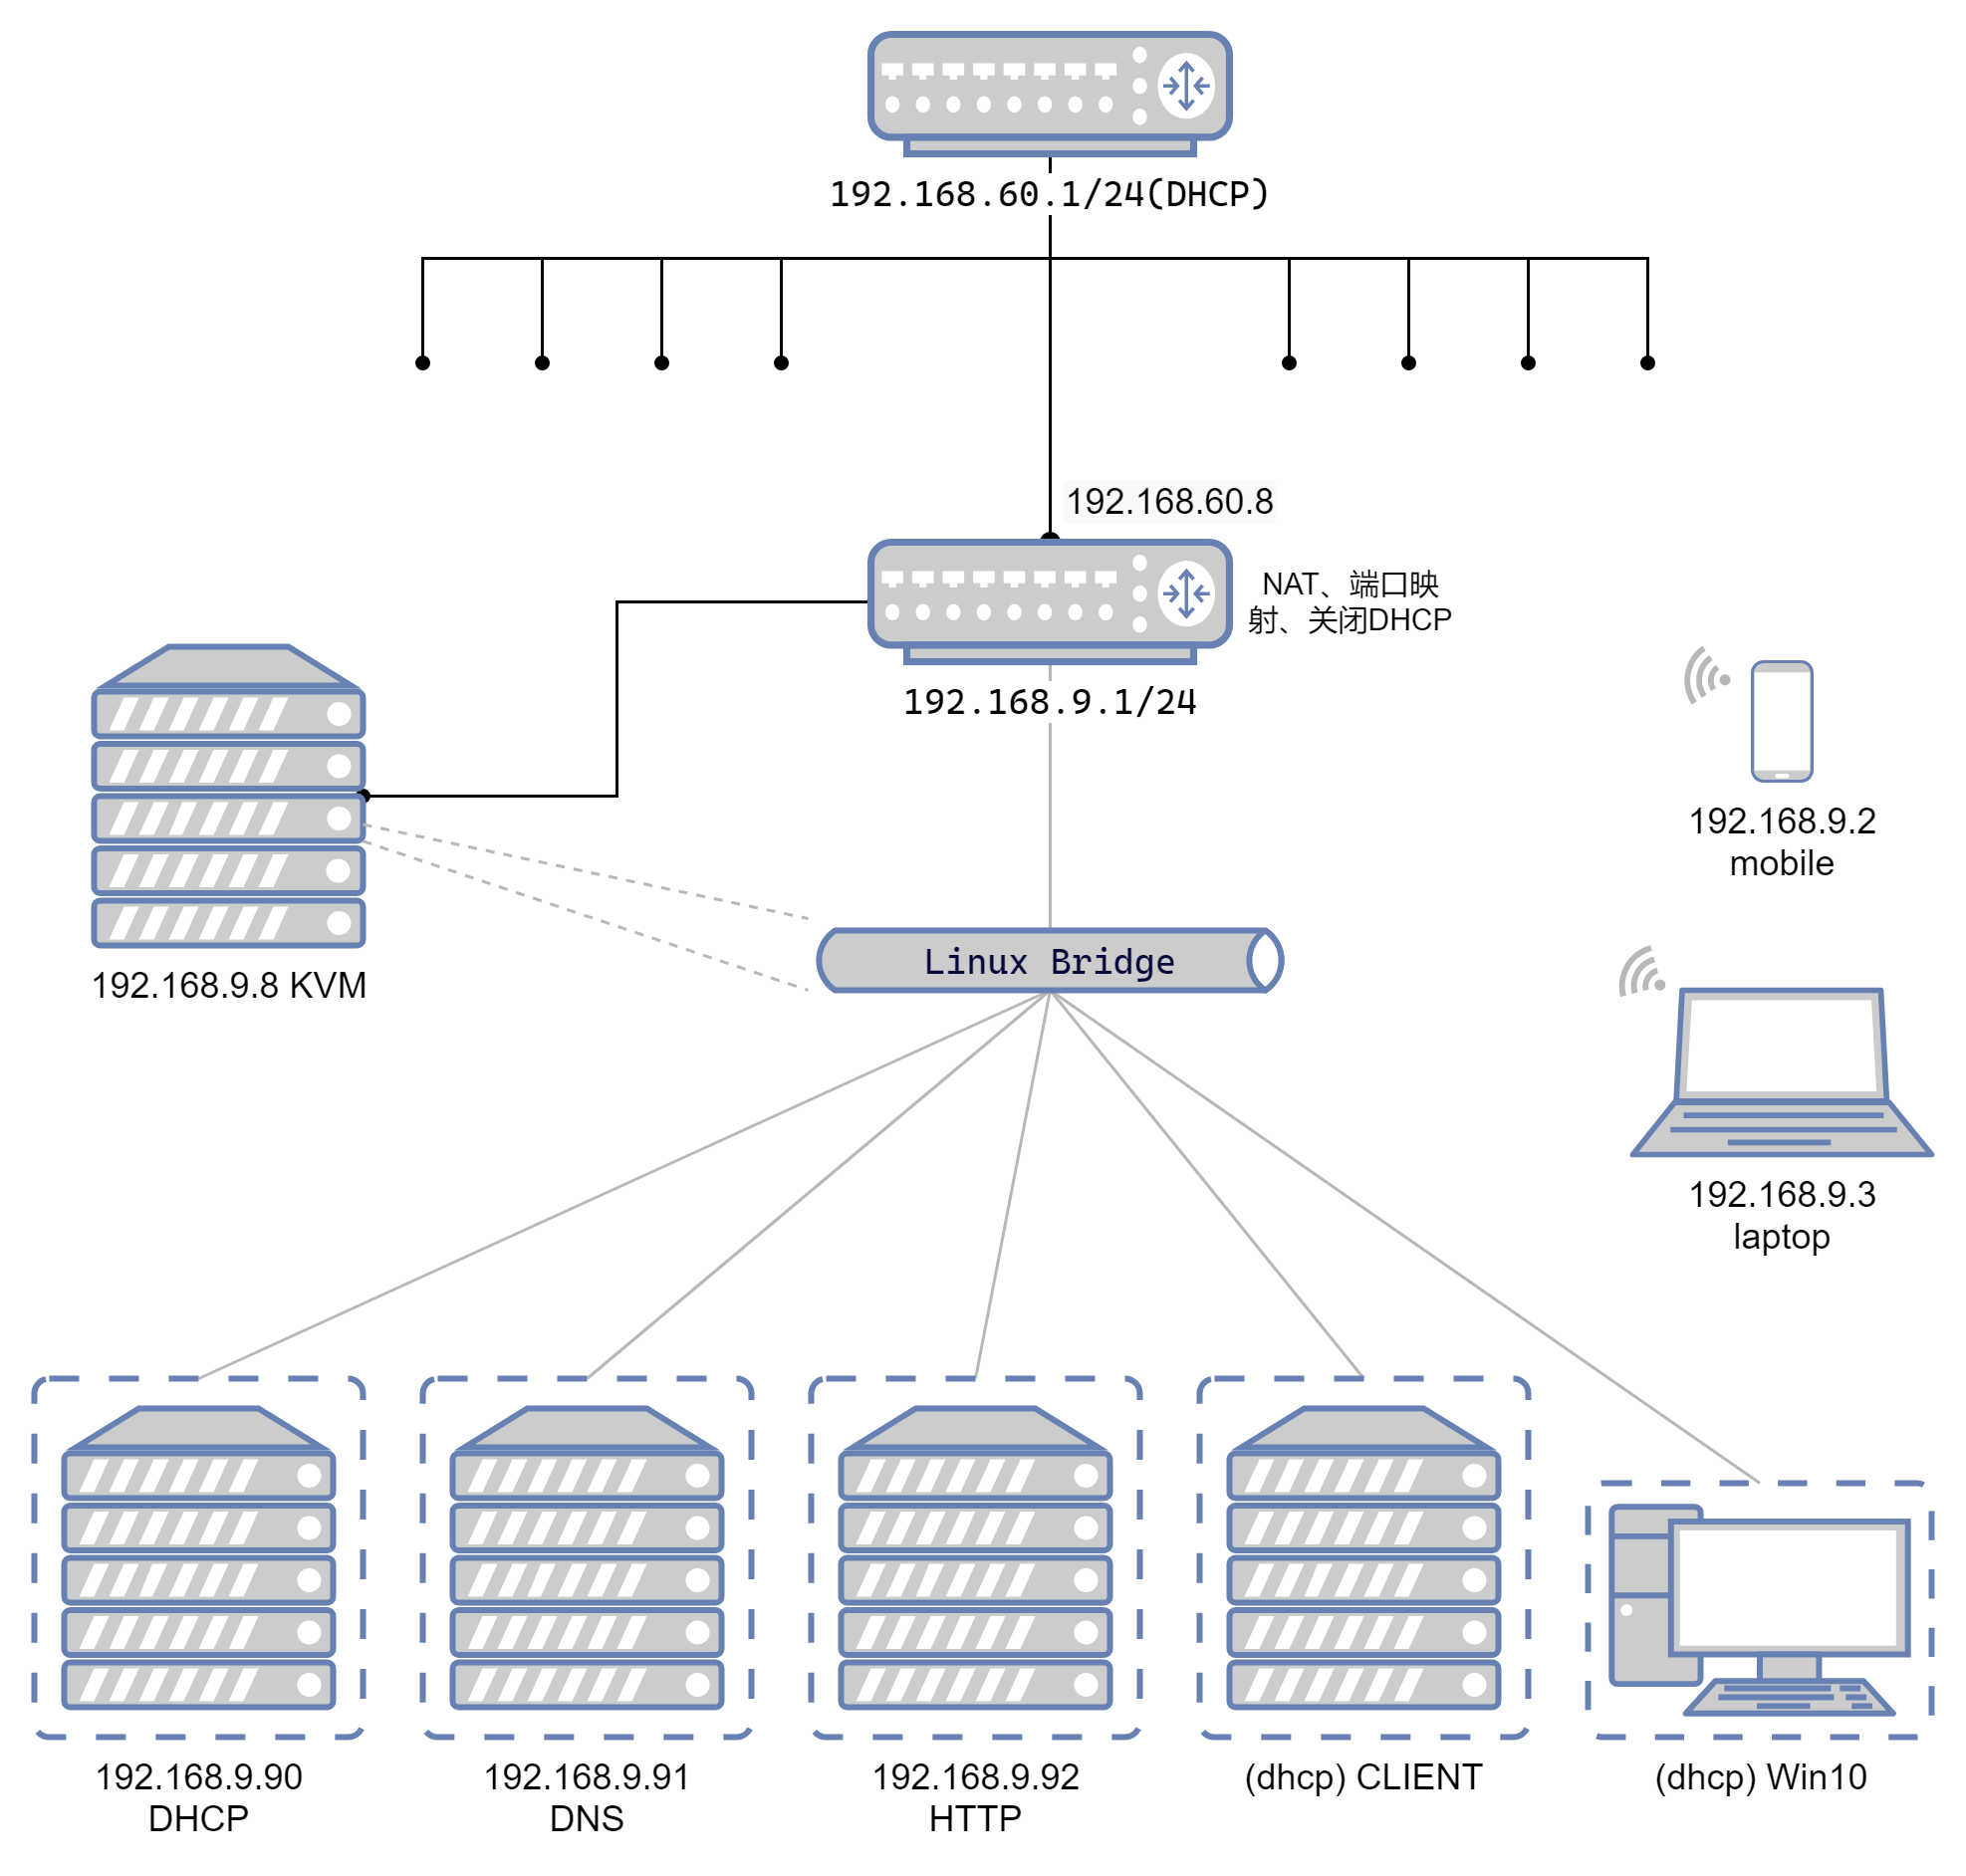 192.168.60.1/24(DHCP)
192.168.60.8
NAT、端口映
射、关闭DHCP
192.168.9.1/24
192.168.9.2
mobile
Linux Bridge
192.168.9.8 KVM
192.168.9.3
laptop
192.168.9.90
DHCP
192.168.9.91
DNS
192.168.9.92
HTTP
(dhcp) CLIENT
(dhcp) Win10